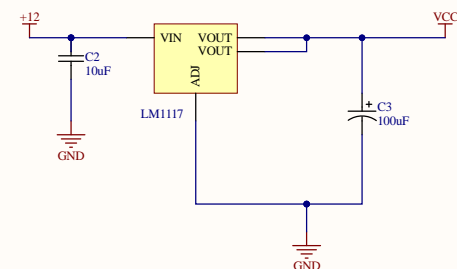 +12
VCC
VIN
VOUT
VOUT
ADJ
C2
10uF
LM1117
C3
100uF
GND
GND